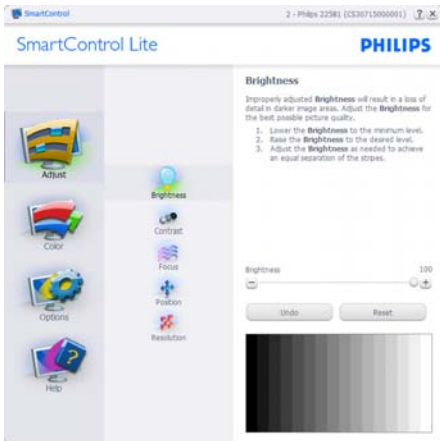 SmartControl
2 - Philips 225B1 (CS30715000001) ? X
SmartControl Lite
PHILIPS
Adjust
Color
Options
Help
Brightness
Contrast
Focus
Position
Resolution
Brightness
Improperly adjusted Brightness will result in a loss of
detail in darker image areas. Adjust the Brightness for
the best possible picture quality.
1. Lower the Brightness to the minimum level.
2. Raise the Brightness to the desired level.
3. Adjust the Brightness as needed to achieve
an equal separation of the stripes.
Brightness 100
Undo Reset